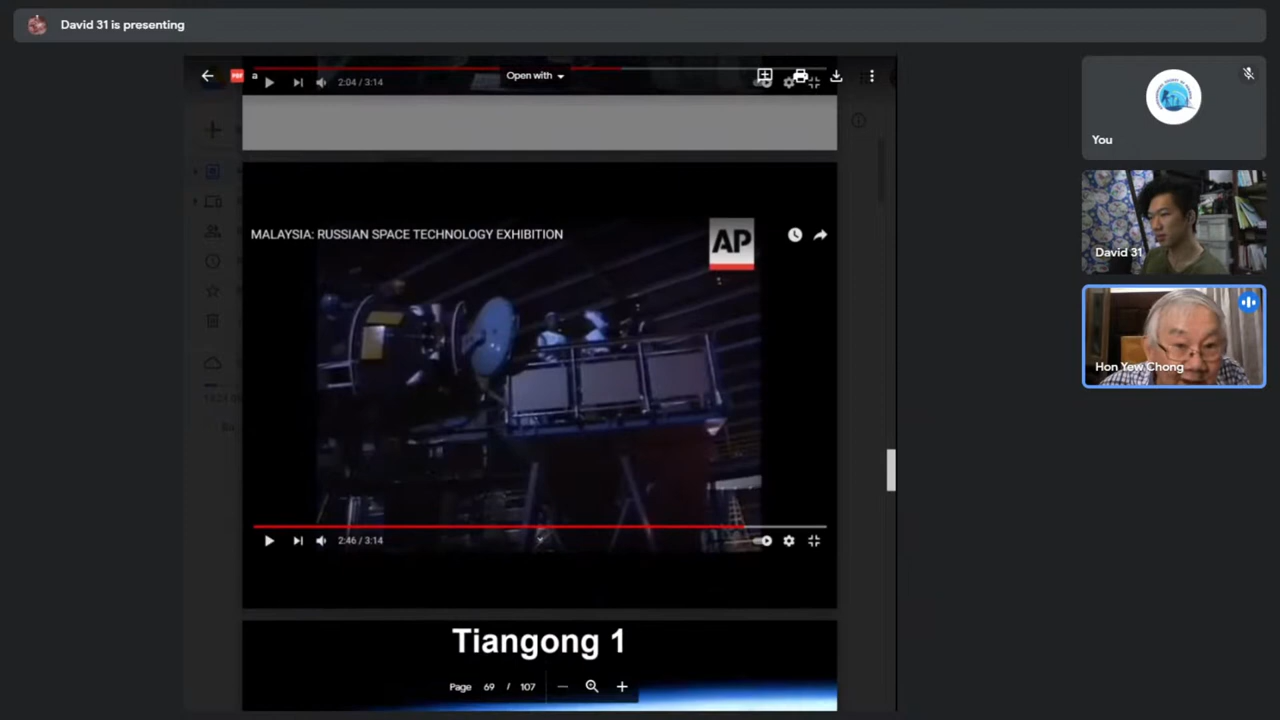 David 31 is presenting
PDF a
Open with
2:04 / 3:14
You
MALAYSIA: RUSSIAN SPACE TECHNOLOGY EXHIBITION
AP
David 31
Hon Yew Chong
2:46 / 3:14
Tiangong 1
Page 69 / 107